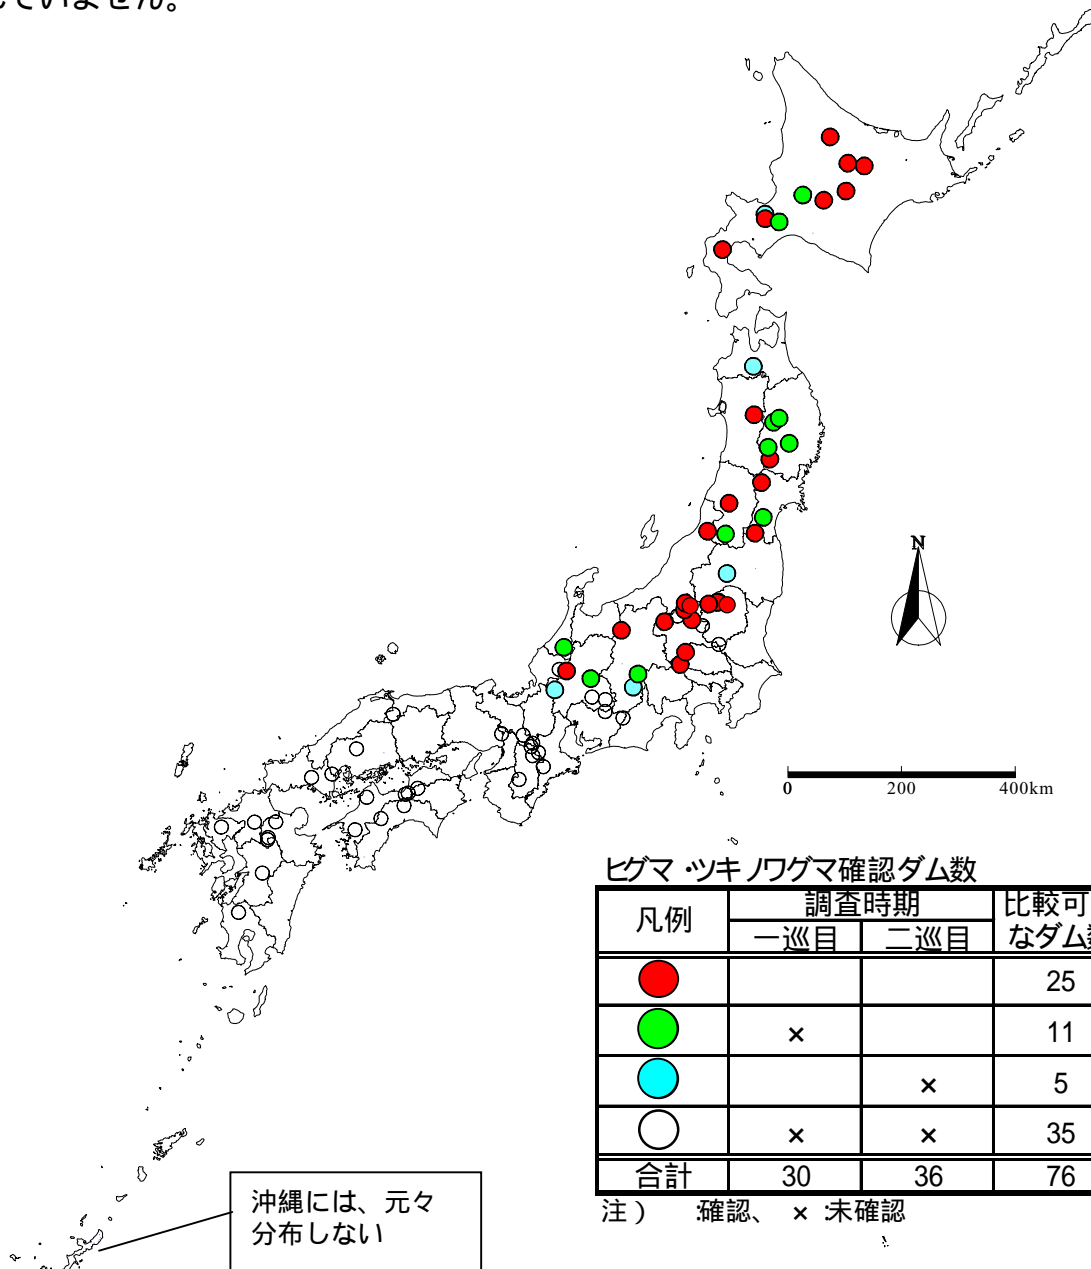 していません。
N
0 200 400km
ヒグマ・ツキノワグマ確認ダム数
凡例 調査時期 比較可
一巡目 二巡目 なダム数
25
× 11
× 5
× × 35
合計 30 36 76
注） :確認、 × :未確認
沖縄には、元々
分布しない